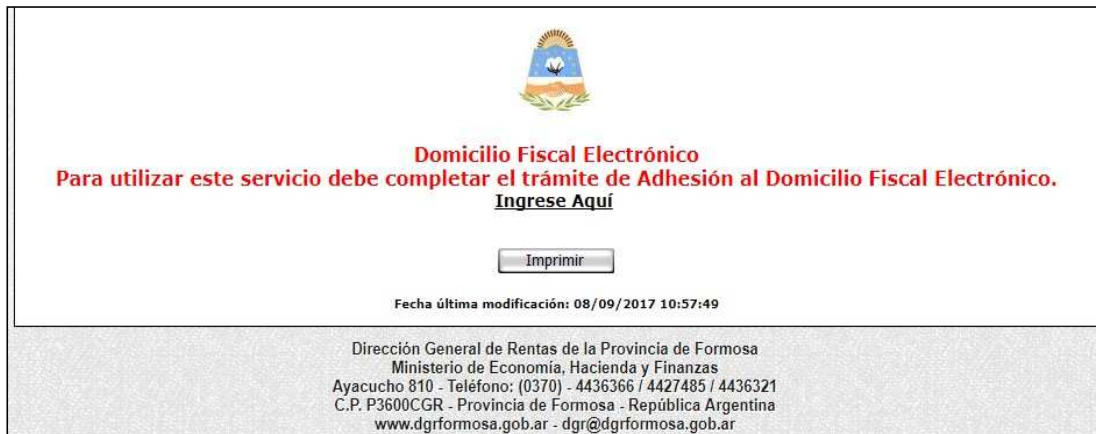 Domicilio Fiscal Electrónico
Para utilizar este servicio debe completar el trámite de Adhesión al Domicilio Fiscal Electrónico.
Ingrese Aquí
Imprimir
Fecha última modificación: 08/09/2017 10:57:49
Dirección General de Rentas de la Provincia de Formosa
Ministerio de Economía, Hacienda y Finanzas
Ayacucho 810 - Teléfono: (0370) - 4436366 / 4427485 / 4436321
C.P. P3600CGR - Provincia de Formosa - República Argentina
www.dgrformosa.gob.ar - dgr@dgrformosa.gob.ar